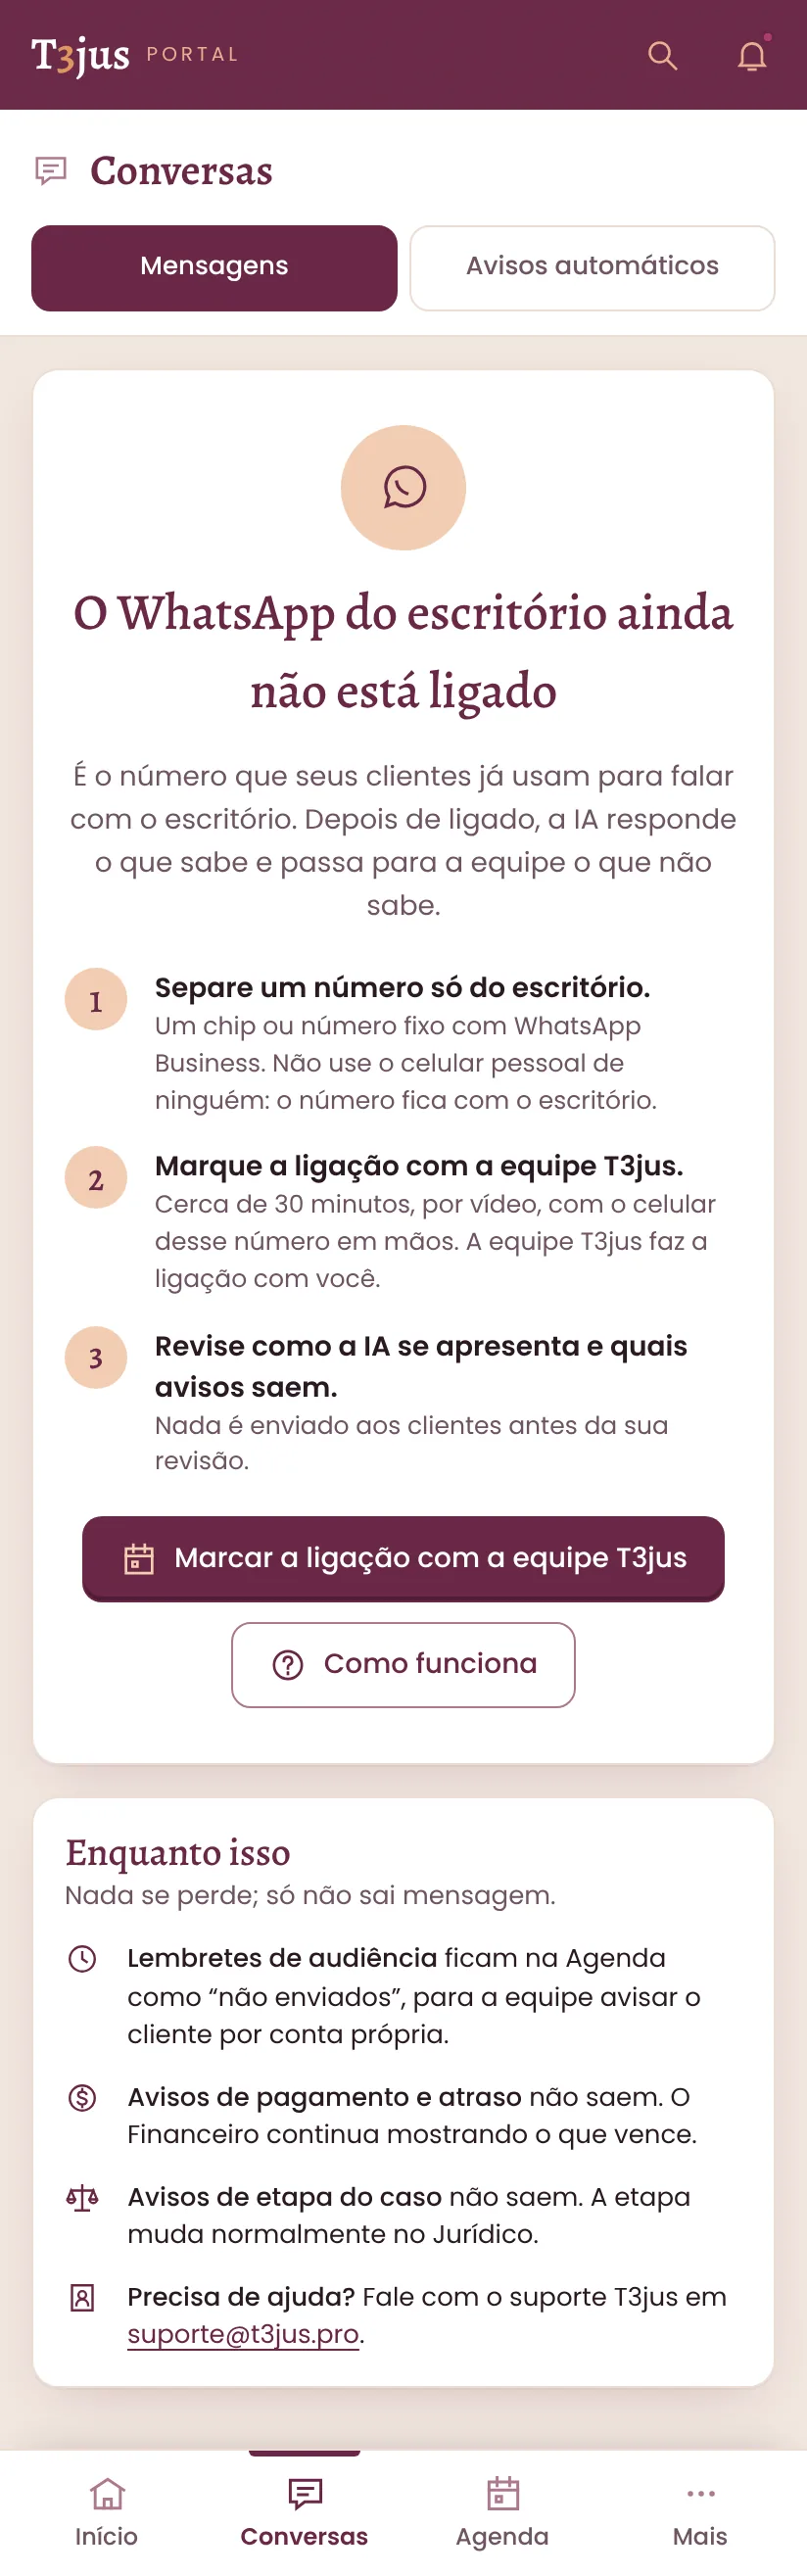 T3jus PORTAL
Conversas
Mensagens
Avisos automáticos
O WhatsApp do escritório ainda
não está ligado
É o número que seus clientes já usam para falar
com o escritório. Depois de ligado, a IA responde
o que sabe e passa para a equipe o que não
sabe.
1
Separe um número só do escritório.
Um chip ou número fixo com WhatsApp
Business. Não use o celular pessoal de
ninguém: o número fica com o escritório.
2
Marque a ligação com a equipe T3jus.
Cerca de 30 minutos, por vídeo, com o celular
desse número em mãos. A equipe T3jus faz a
ligação com você.
3
Revise como a IA se apresenta e quais
avisos saem.
Nada é enviado aos clientes antes da sua
revisão.
Marcar a ligação com a equipe T3jus
Como funciona
Enquanto isso
Nada se perde; só não sai mensagem.
Lembretes de audiência ficam na Agenda
como “não enviados”, para a equipe avisar o
cliente por conta própria.
Avisos de pagamento e atraso não saem. O
Financeiro continua mostrando o que vence.
Avisos de etapa do caso não saem. A etapa
muda normalmente no Jurídico.
Precisa de ajuda? Fale com o suporte T3jus em
suporte@t3jus.pro.
Início
Conversas
Agenda
Mais